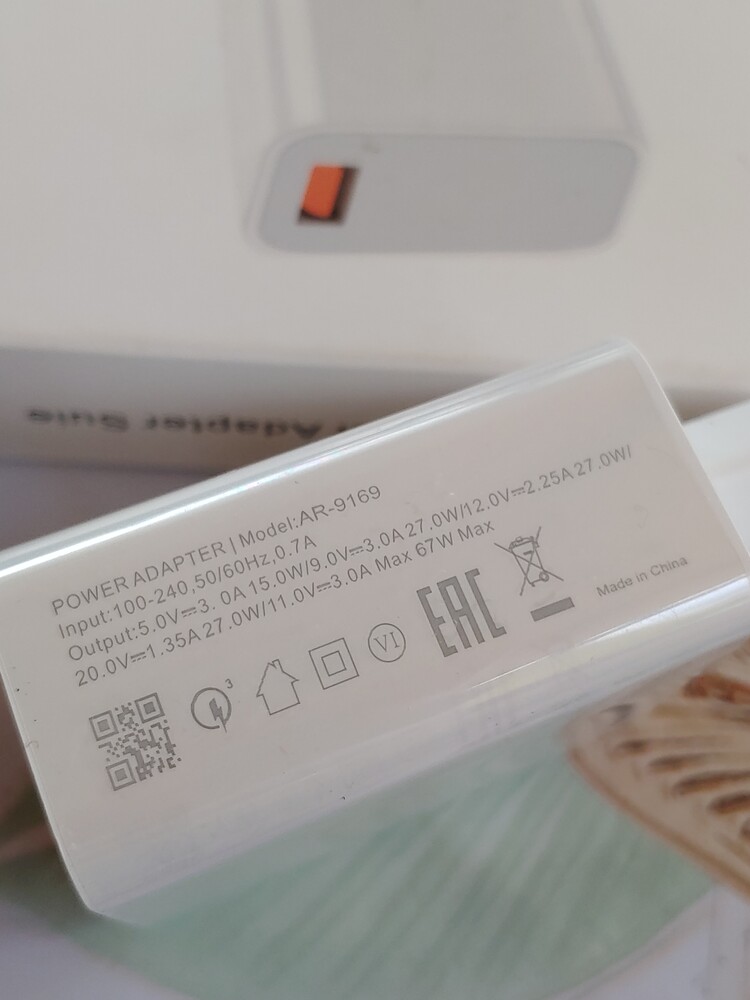 Adapter Suie
POWER ADAPTER | Model:AR-9169
Input:100-240,50/60Hz,0.7A
Output:5.0V⎓3. 0A 15.0W/9.0V⎓3.0A 27.0W/12.0V⎓2.25A 27.0W/
20.0V⎓1.35A 27.0W/11.0V⎓3.0A Max 67W Max
3
VI
EAC
Made in China